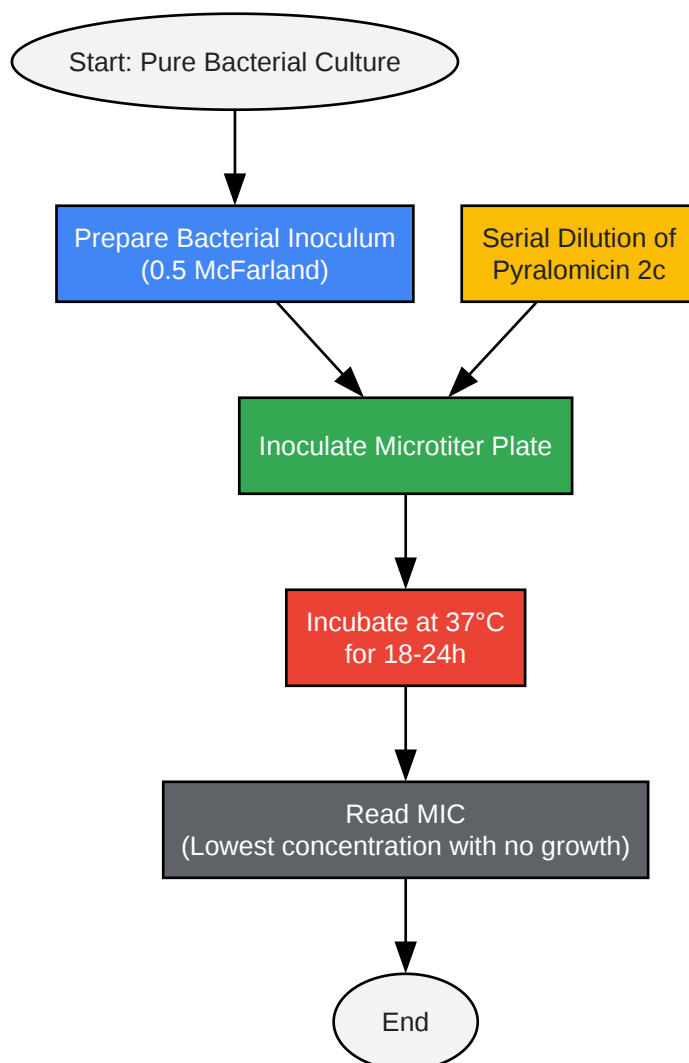 Start: Pure Bacterial Culture
Prepare Bacterial Inoculum
(0.5 McFarland)
Serial Dilution of
Pyralomicin 2c
Inoculate Microtiter Plate
Incubate at 37°C
for 18-24h
Read MIC
(Lowest concentration with no growth)
End